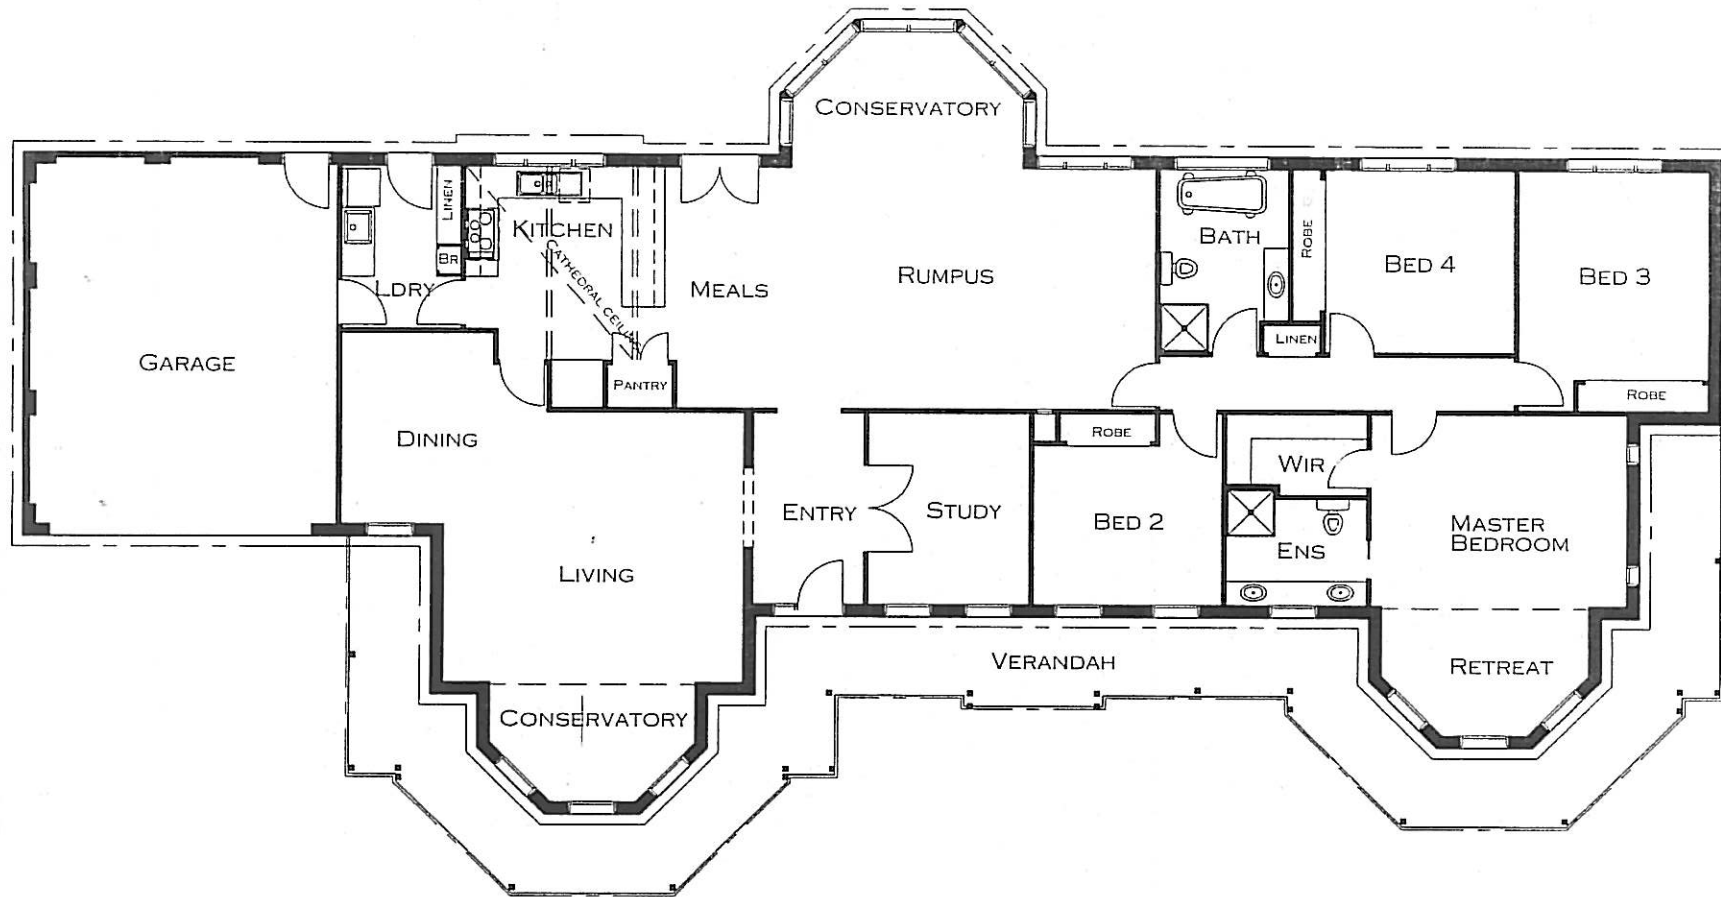 CONSERVATORY
LINEN
KITCHEN
BR
LDRY
CATHEDRAL CEILING
MEALS
RUMPUS
BATH
ROBE
BED 4
BED 3
LINEN
GARAGE
PANTRY
ROBE
DINING
ROBE
WIR
ENTRY
STUDY
BED 2
MASTER
BEDROOM
ENS
LIVING
VERANDAH
RETREAT
CONSERVATORY